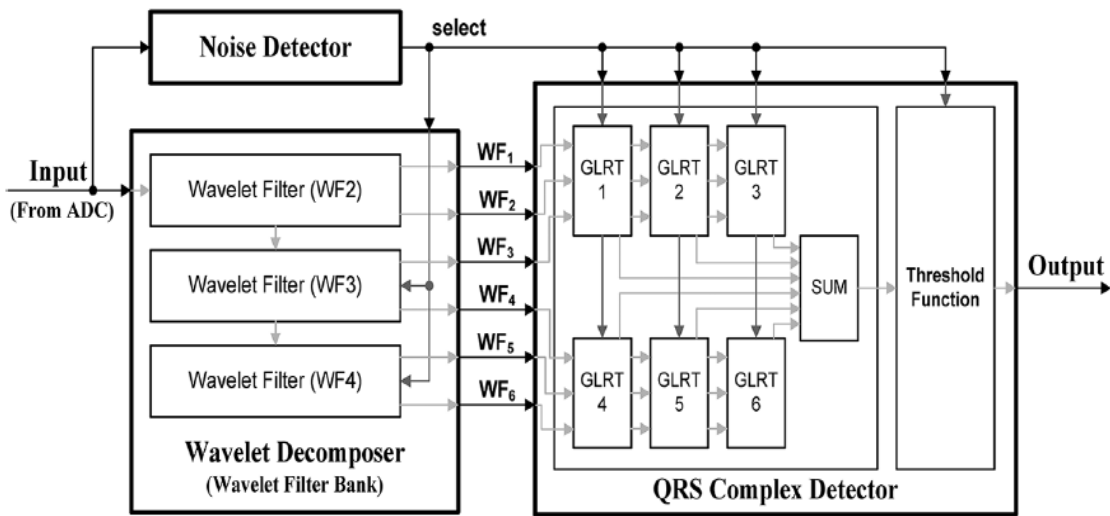 Noise Detector
select
Input
(From ADC)
Wavelet Filter (WF2)
Wavelet Filter (WF3)
Wavelet Filter (WF4)
Wavelet Decomposer
(Wavelet Filter Bank)
WF₁
WF₂
WF₃
WF₄
WF₅
WF₆
GLRT
1
GLRT
2
GLRT
3
GLRT
4
GLRT
5
GLRT
6
SUM
Threshold
Function
QRS Complex Detector
Output